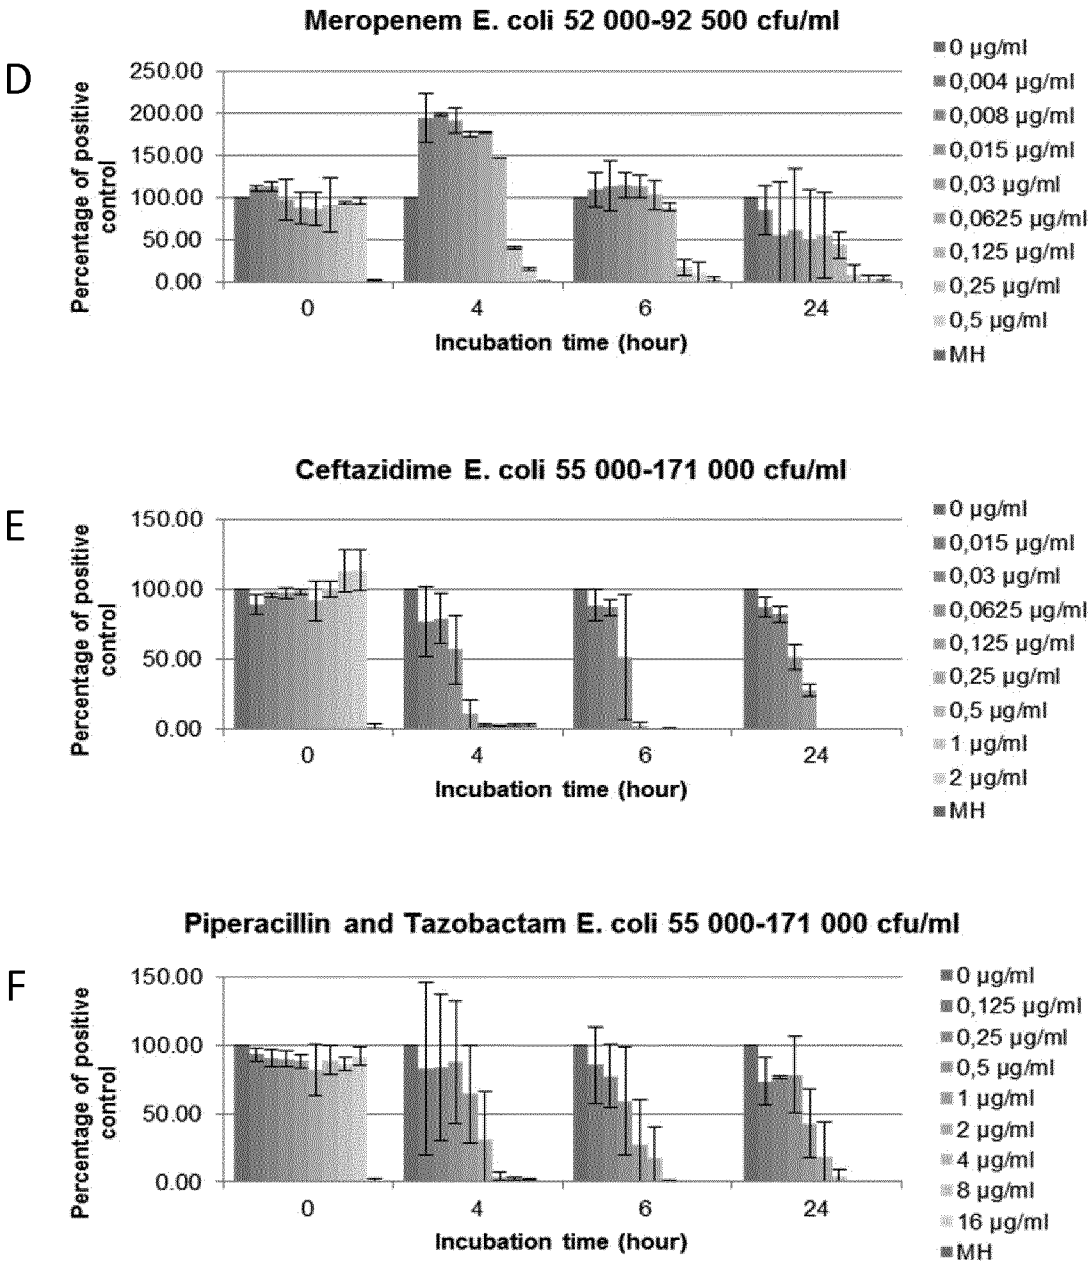 Meropenem E. coli 52 000-92 500 cfu/ml
D
Percentage of positive
control
250.00
200.00
150.00
100.00
50.00
0.00
0
4
6
24
Incubation time (hour)
0 µg/ml
0,004 µg/ml
0,008 µg/ml
0,015 µg/ml
0,03 µg/ml
0,0625 µg/ml
0,125 µg/ml
0,25 µg/ml
0,5 µg/ml
MH
Ceftazidime E. coli 55 000-171 000 cfu/ml
E
Percentage of positive
control
150.00
100.00
50.00
0.00
0
4
6
24
Incubation time (hour)
0 µg/ml
0,015 µg/ml
0,03 µg/ml
0,0625 µg/ml
0,125 µg/ml
0,25 µg/ml
0,5 µg/ml
1 µg/ml
2 µg/ml
MH
Piperacillin and Tazobactam E. coli 55 000-171 000 cfu/ml
F
Percentage of positive
control
150.00
100.00
50.00
0.00
0
4
6
24
Incubation time (hour)
0 µg/ml
0,125 µg/ml
0,25 µg/ml
0,5 µg/ml
1 µg/ml
2 µg/ml
4 µg/ml
8 µg/ml
16 µg/ml
MH